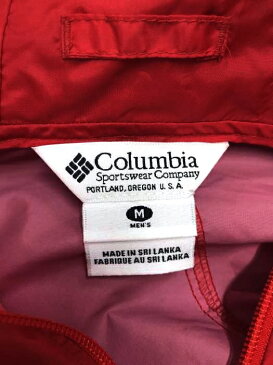 Columbia
Sportswear Company
PORTLAND, OREGON U.S.A.
M
MEN'S
MADE IN SRI LANKA
FABRIQUE AU SRI LANKA